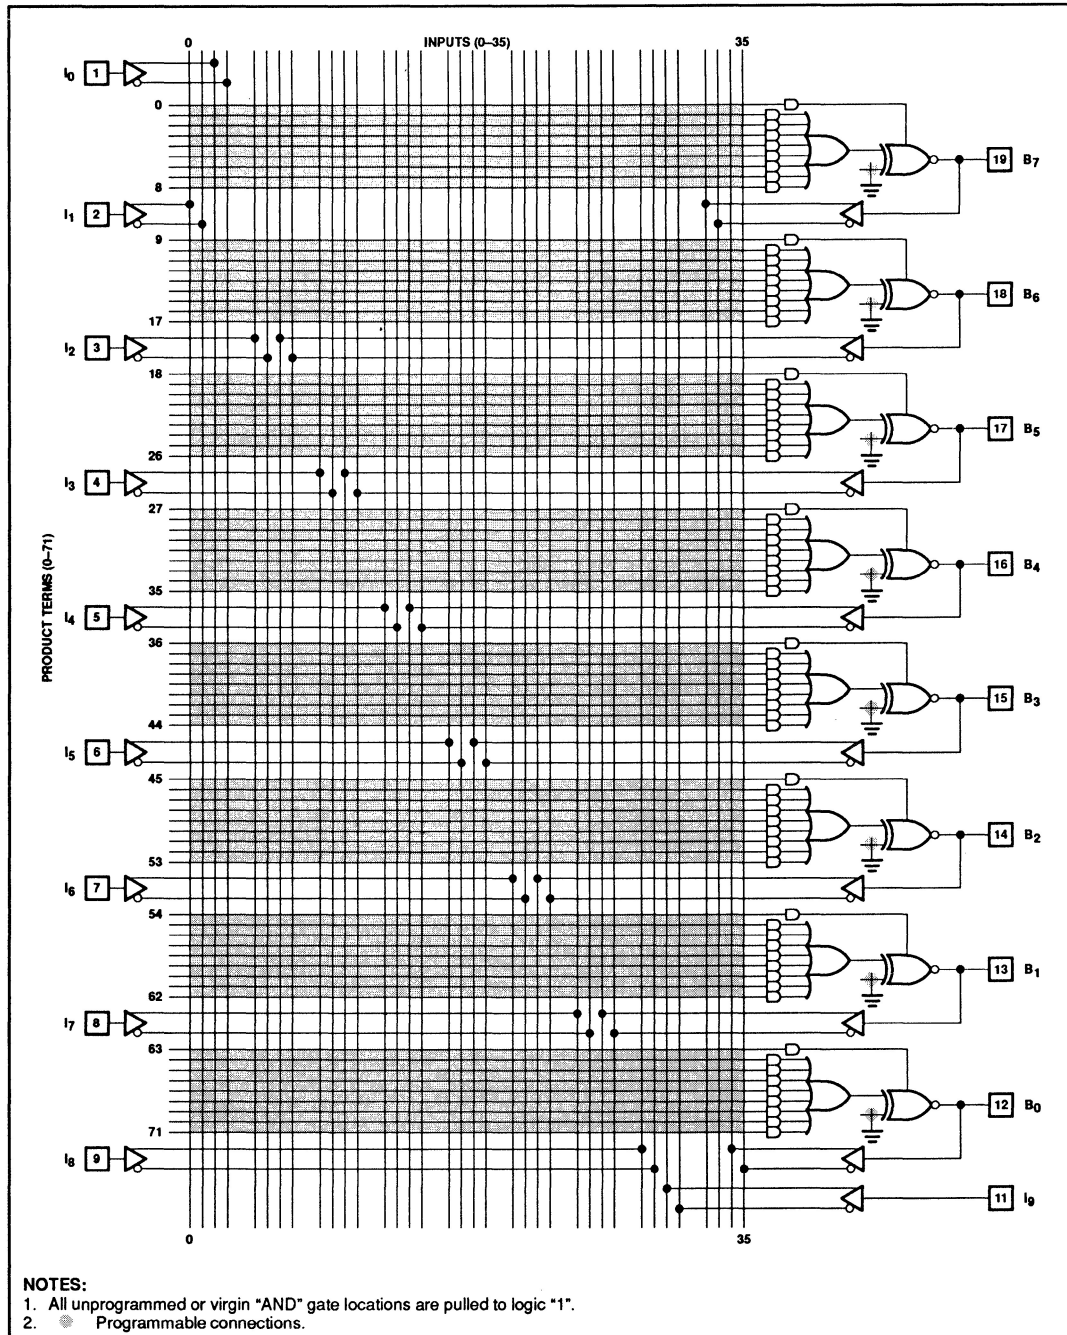 0 INPUTS (0–35) 35
I0 1
0
19 B7
8
I1 2
9
18 B6
17
I2 3
18
17 B5
26
I3 4
27
16 B4
35
I4 5
PRODUCT TERMS (0–71)
36
15 B3
44
I5 6
45
14 B2
53
I6 7
54
13 B1
62
I7 8
63
12 B0
71
I8 9
11 I9
0 35
NOTES:
1. All unprogrammed or virgin "AND" gate locations are pulled to logic "1".
2. Programmable connections.